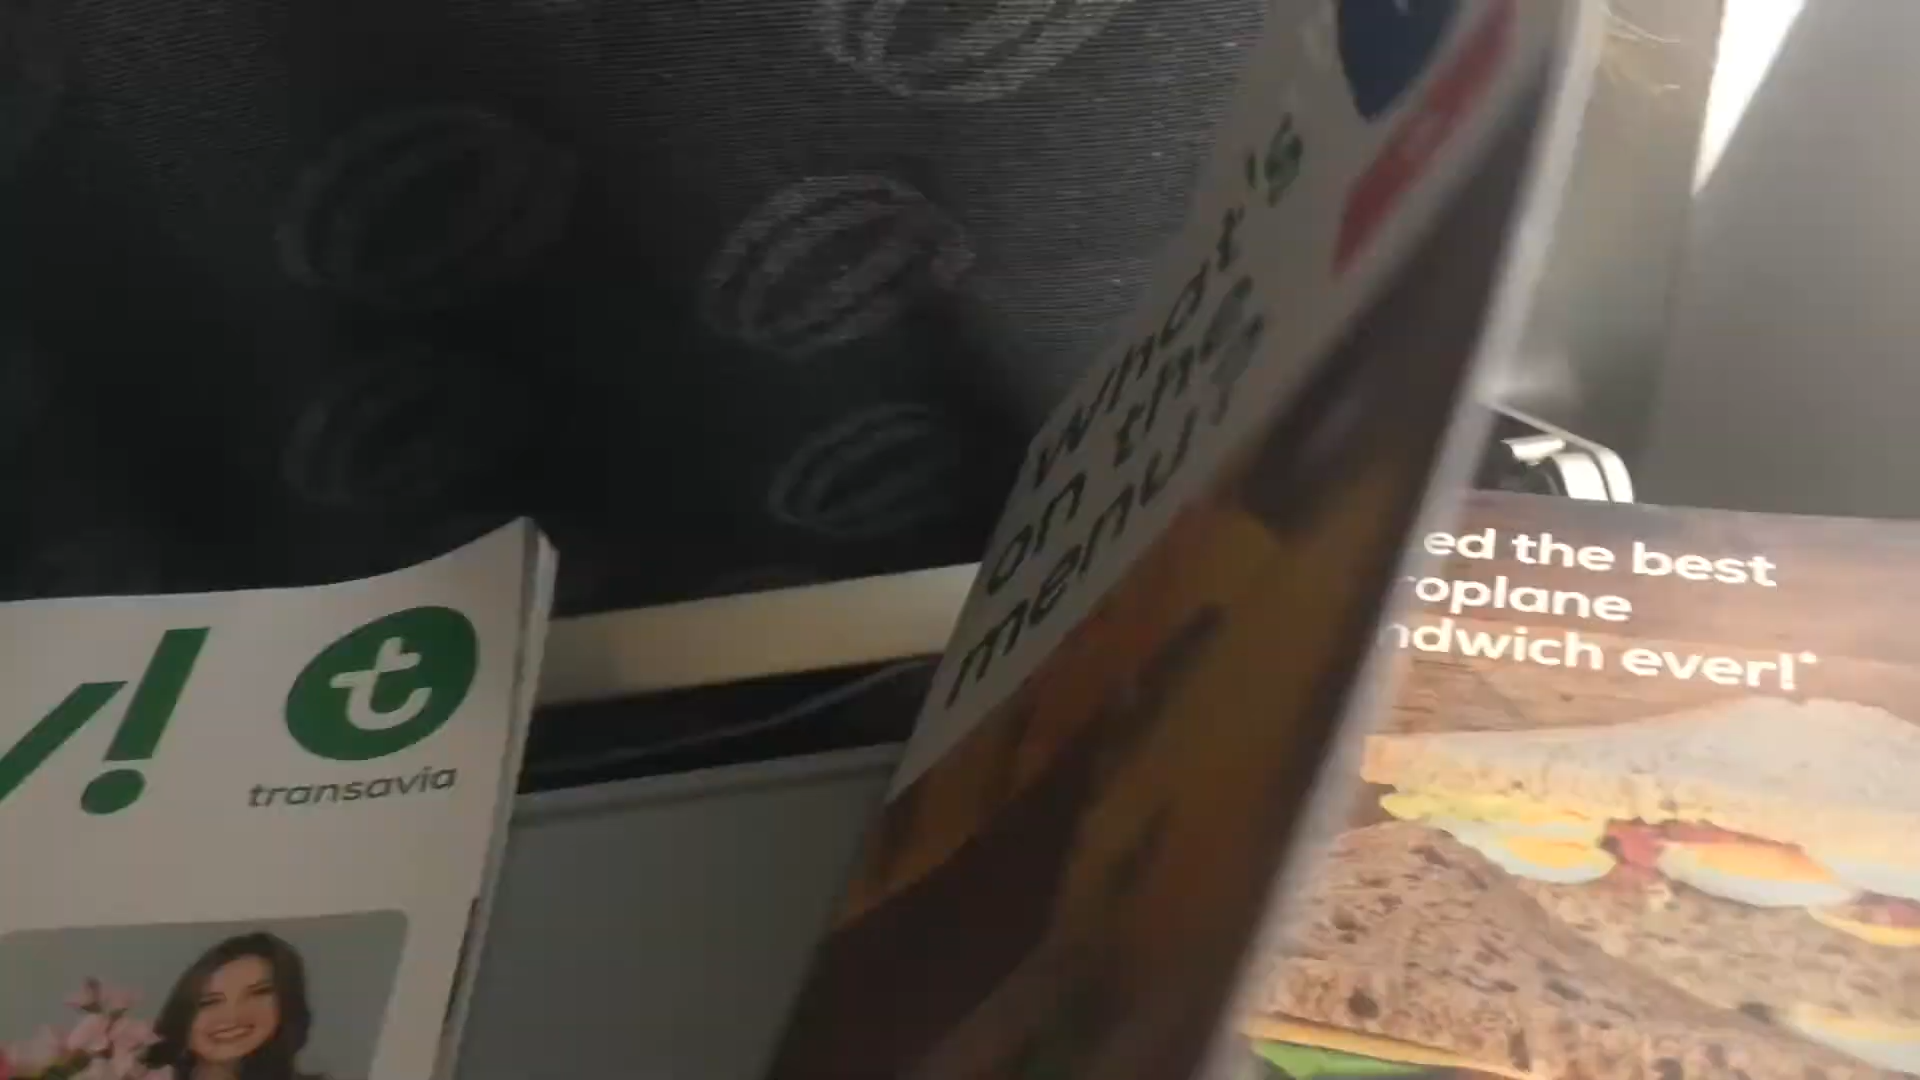 y!
transavia
What's
on the
menu?
ed the best
roplane
ndwich ever!*